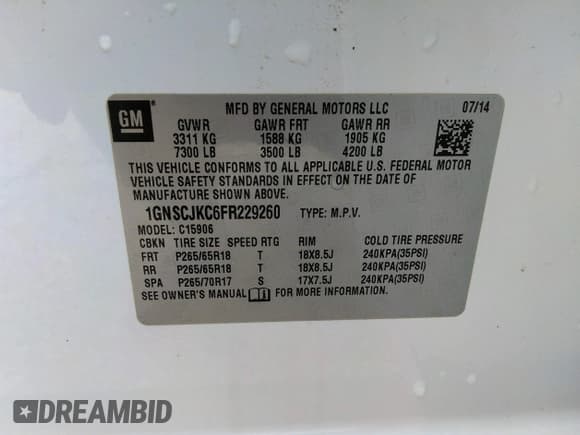 GM
MFD BY GENERAL MOTORS LLC 07/14
GVWR GAWR FRT GAWR RR
3311 KG 1588 KG 1905 KG
7300 LB 3500 LB 4200 LB
THIS VEHICLE CONFORMS TO ALL APPLICABLE U.S. FEDERAL MOTOR
VEHICLE SAFETY STANDARDS IN EFFECT ON THE DATE OF
MANUFACTURE SHOWN ABOVE.
1GNSCJKC6FR229260 TYPE: M.P.V.
MODEL: C15906
CBKN TIRE SIZE SPEED RTG RIM COLD TIRE PRESSURE
FRT P265/65R18 T 18X8.5J 240KPA(35PSI)
RR P265/65R18 T 18X8.5J 240KPA(35PSI)
SPA P265/70R17 S 17X7.5J 240KPA(35PSI)
SEE OWNER'S MANUAL FOR MORE INFORMATION.
DREAMBID